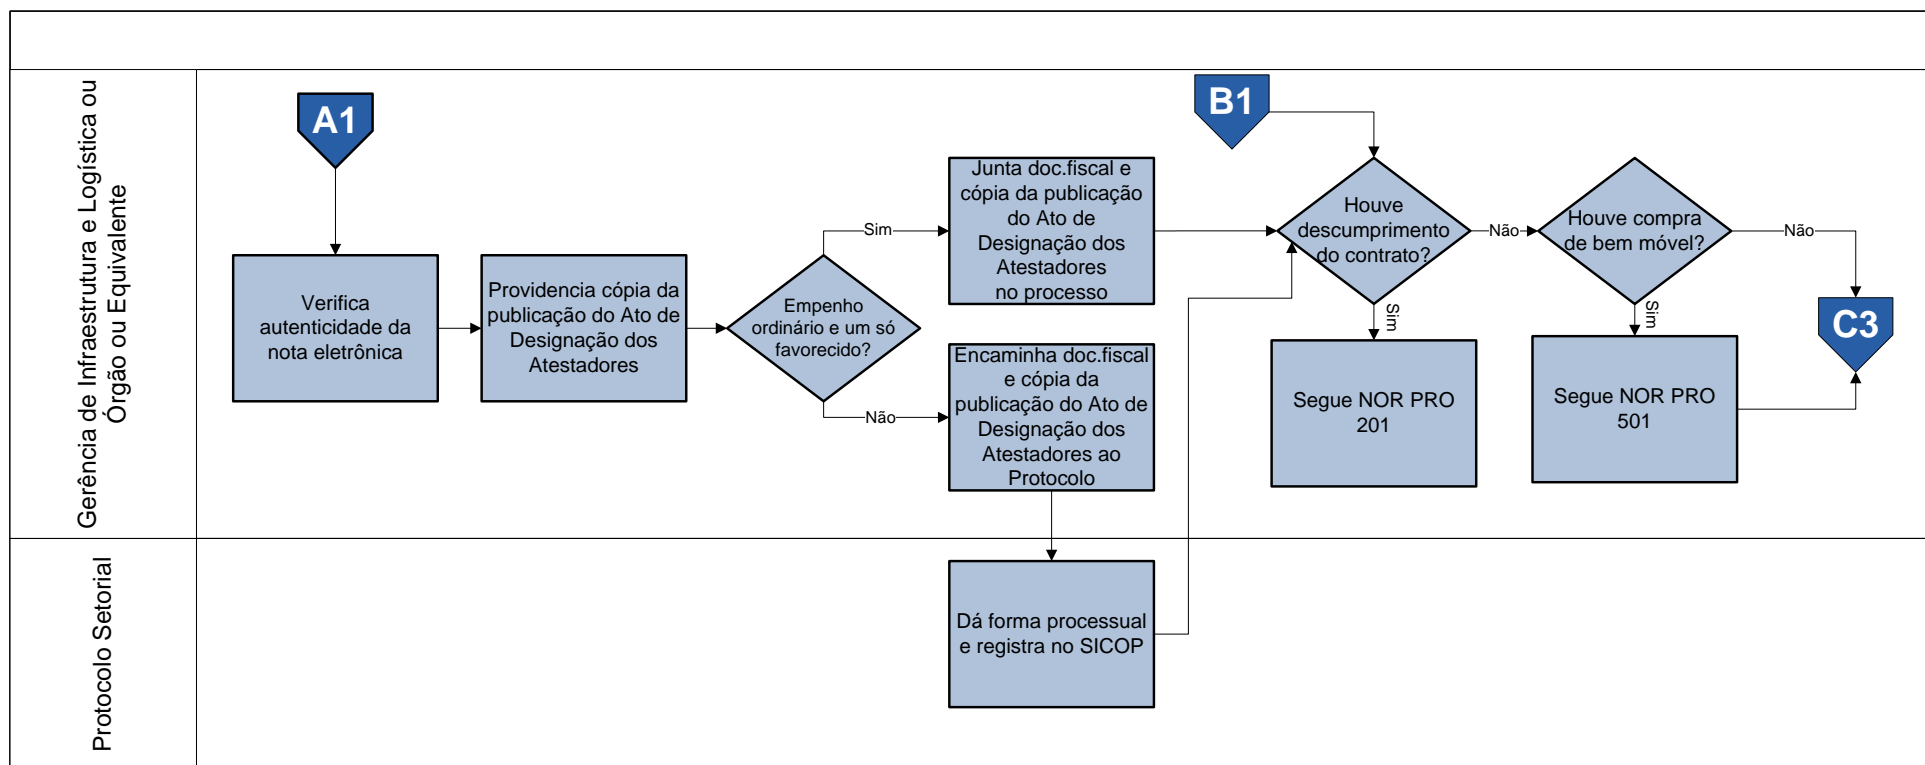 Gerência de Infraestrutura e Logística ou
Órgão ou Equivalente
A1
Verifica
autenticidade da
nota eletrônica
Providencia cópia da
publicação do Ato de
Designação dos
Atestadores
Empenho
ordinário e um só
favorecido?
Sim
Não
Junta doc.fiscal e
cópia da publicação
do Ato de
Designação dos
Atestadores
no processo
Encaminha doc.fiscal
e cópia da
publicação do Ato de
Designação dos
Atestadores ao
Protocolo
B1
Houve
descumprimento
do contrato?
Não
Sim
Segue NOR PRO
201
Houve compra
de bem móvel?
Não
Sim
Segue NOR PRO
501
C3
Protocolo Setorial
Dá forma processual
e registra no SICOP